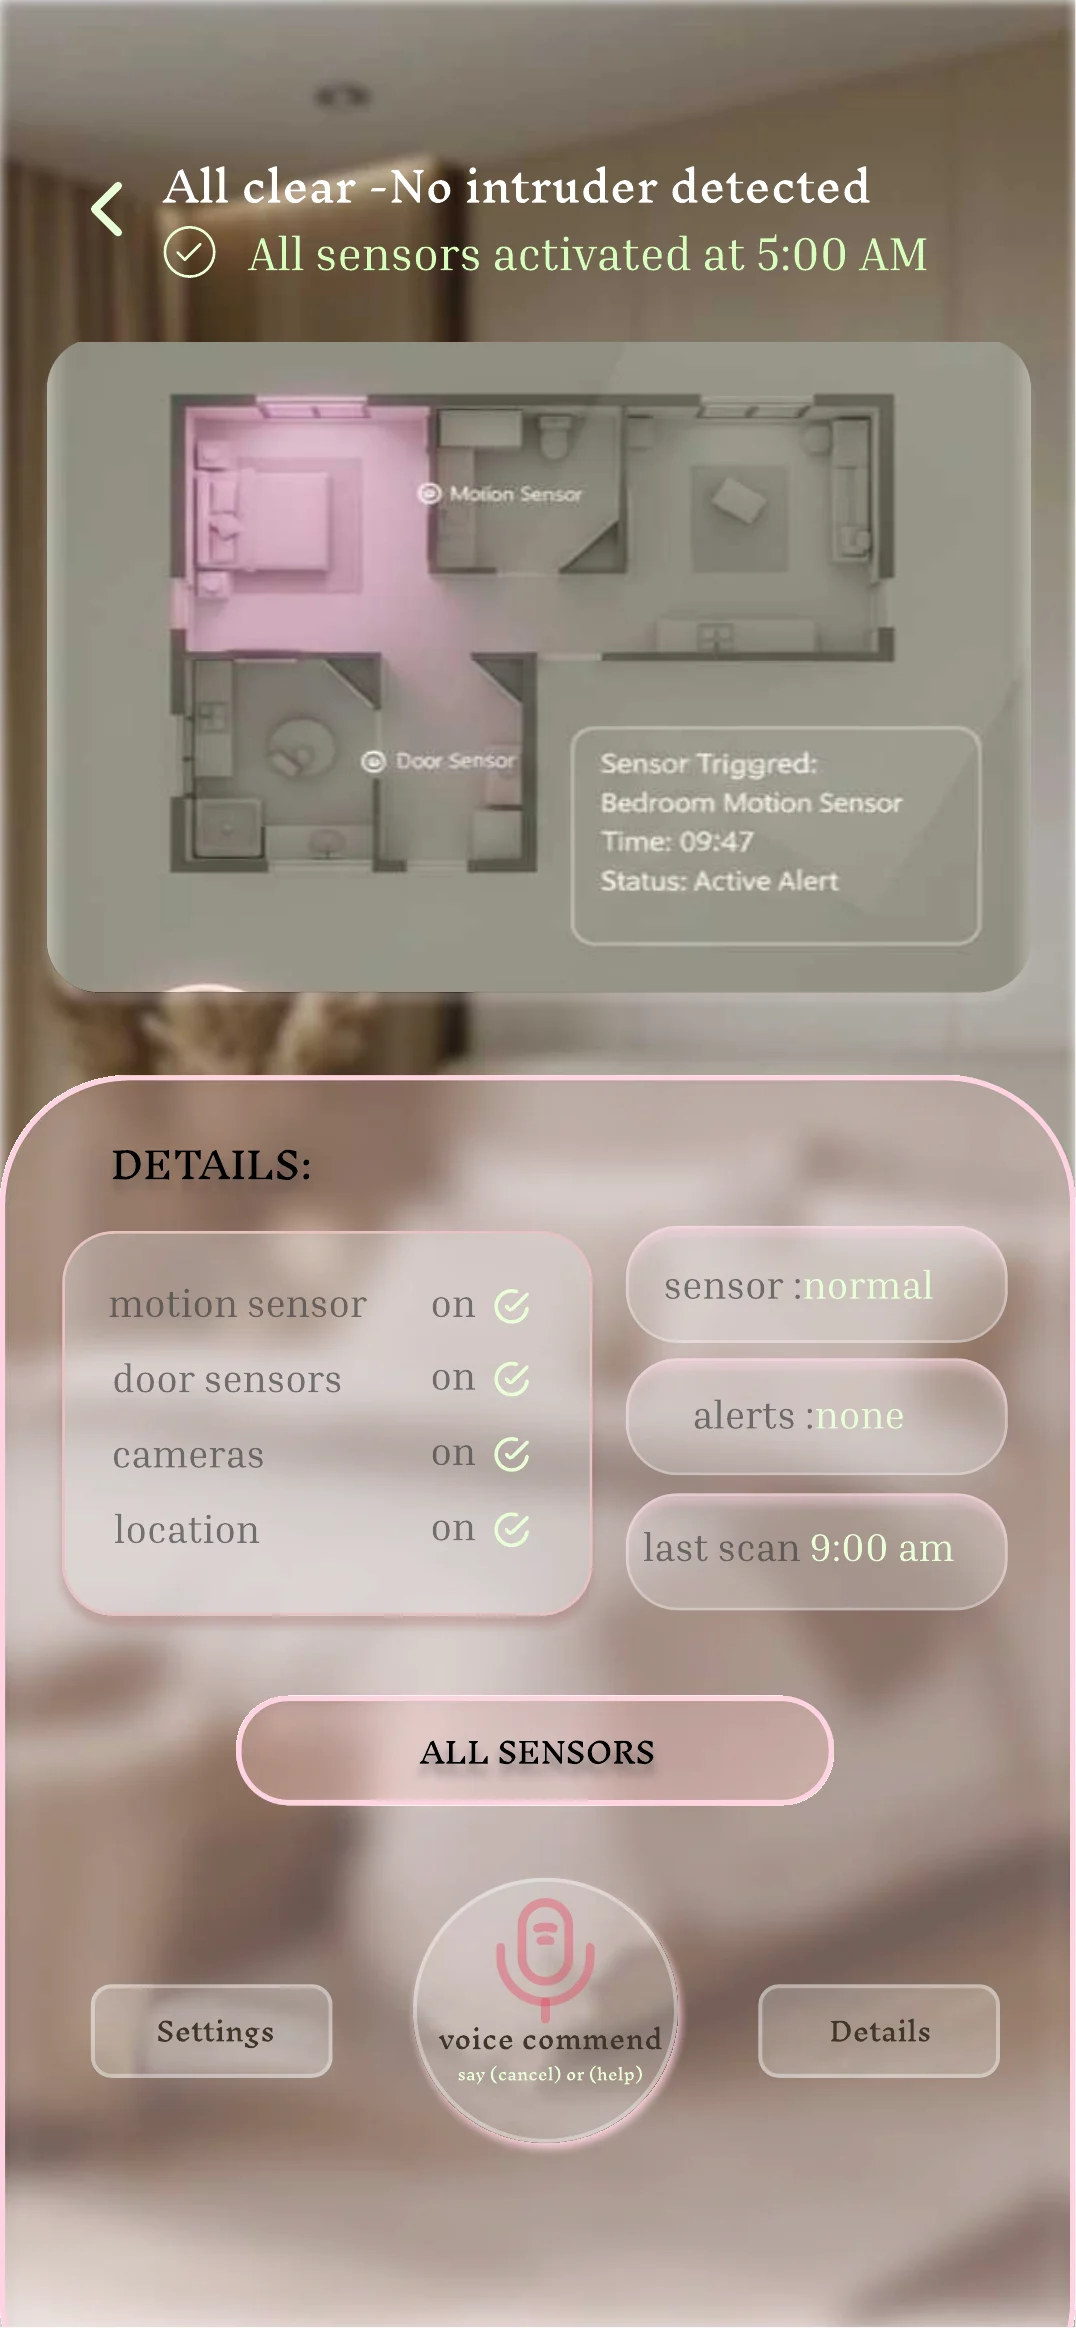 All clear -No intruder detected
All sensors activated at 5:00 AM
Motion Sensor
Door Sensor
Sensor Triggred:
Bedroom Motion Sensor
Time: 09:47
Status: Active Alert
DETAILS:
motion sensor on
door sensors on
cameras on
location on
sensor :normal
alerts :none
last scan 9:00 am
ALL SENSORS
Settings
voice commend
say (cancel) or (help)
Details